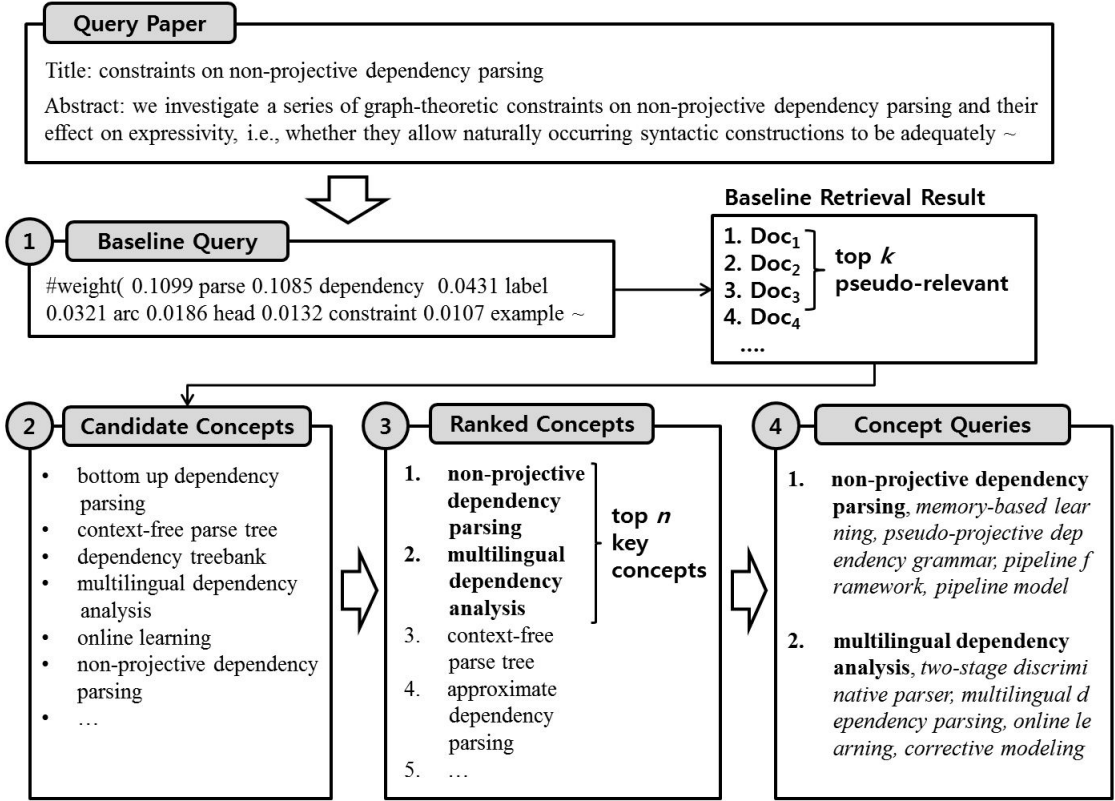 Query Paper
Title: constraints on non-projective dependency parsing
Abstract: we investigate a series of graph-theoretic constraints on non-projective dependency parsing and their
effect on expressivity, i.e., whether they allow naturally occurring syntactic constructions to be adequately ~
1 Baseline Query
#weight( 0.1099 parse 0.1085 dependency 0.0431 label
0.0321 arc 0.0186 head 0.0132 constraint 0.0107 example ~
Baseline Retrieval Result
1. Doc1
2. Doc2
3. Doc3
4. Doc4
....
top k
pseudo-relevant
2 Candidate Concepts
• bottom up dependency
parsing
• context-free parse tree
• dependency treebank
• multilingual dependency
analysis
• online learning
• non-projective dependency
parsing
• …
3 Ranked Concepts
1. non-projective
dependency
parsing
2. multilingual
dependency
analysis
3. context-free
parse tree
4. approximate
dependency
parsing
5. …
top n
key
concepts
4 Concept Queries
1. non-projective dependency
parsing, memory-based lear
ning, pseudo-projective dep
endency grammar, pipeline f
ramework, pipeline model
2. multilingual dependency
analysis, two-stage discrimi
native parser, multilingual d
ependency parsing, online le
arning, corrective modeling